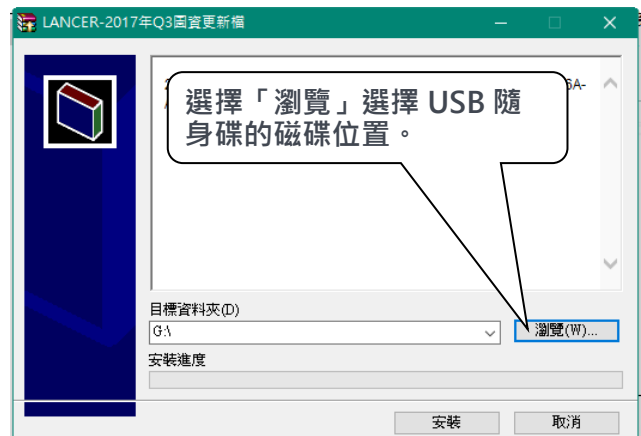 LANCER-2017年Q3圖資更新檔
選擇「瀏覽」選擇 USB 隨
身碟的磁碟位置。
目標資料夾(D)
G:\
瀏覽(W)...
安裝進度
安裝
取消